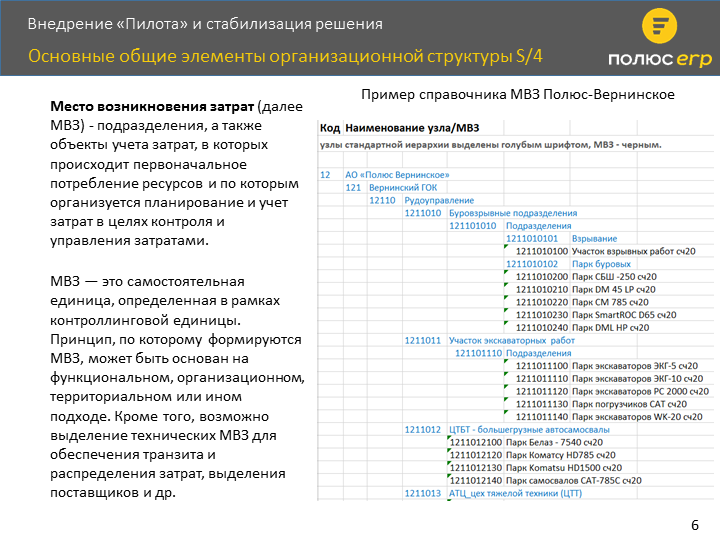 Внедрение «Пилота» и стабилизация решения
Основные общие элементы организационной структуры S/4
ПОЛЮС егр
Место возникновения затрат (далее
МВЗ) - подразделения, а также
объекты учета затрат, в которых
происходит первоначальное
потребление ресурсов и по которым
организуется планирование и учет
затрат в целях контроля и
управления затратами.
МВЗ — это самостоятельная
единица, определенная в рамках
контроллинговой единицы.
Принцип, по которому формируются
МВЗ, может быть основан на
функциональном, организационном,
территориальном или ином
подходе. Кроме того, возможно
выделение технических МВЗ для
обеспечения транзита и
распределения затрат, выделения
поставщиков и др.
Пример справочника МВЗ Полюс-Вернинское
Код Наименование узла/МВЗ
узлы стандартной иерархии выделены голубым шрифтом, МВЗ - черным.
12 АО «Полюс Вернинское»
121 Вернинский ГОК
12110 Рудоуправление
1211010 Буровзрывные подразделения
121101010 Подразделения
1211010101 Взрывание
1211010100 Участок взрывных работ сч20
1211010102 Парк буровых
1211010200 Парк СБШ -250 сч20
1211010210 Парк DM 45 LP сч20
1211010220 Парк СМ 785 сч20
1211010230 Парк SmartROC D65 сч20
1211010240 Парк DML HP сч20
1211011 Участок экскаваторных работ
121101110 Подразделения
1211011100 Парк экскаваторов ЭКГ-5 сч20
1211011110 Парк экскаваторов ЭКГ-10 сч20
1211011120 Парк экскаваторов PC 2000 сч20
1211011130 Парк погрузчиков CAT сч20
1211011140 Парк экскаваторов WK-20 сч20
1211012 ЦТБТ - большегрузные автосамосвалы
1211012100 Парк Белаз - 7540 сч20
1211012120 Парк Коматсу HD785 сч20
1211012130 Парк Komatsu HD1500 сч20
1211012140 Парк самосвалов CAT-785C сч20
1211013 АТЦ_цех тяжелой техники (ЦТТ)
6